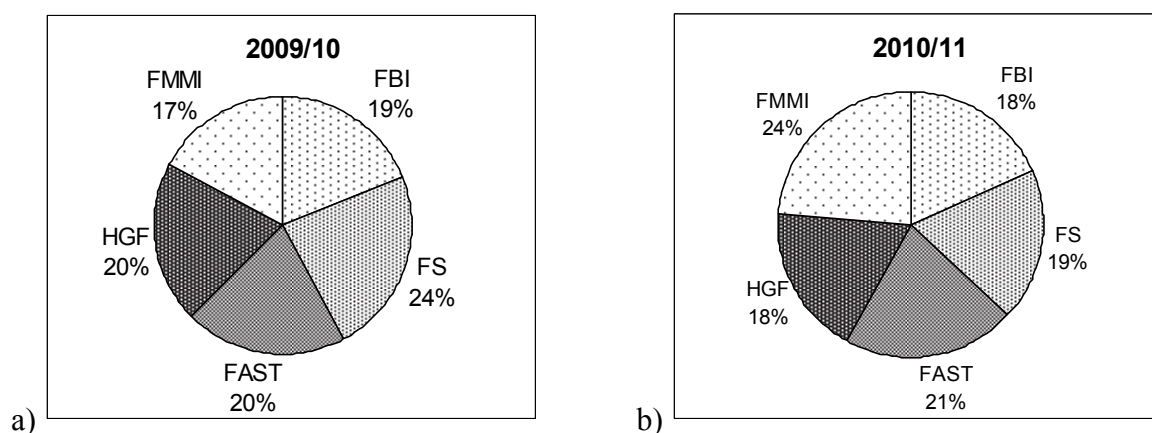 2009/10
FMMI
17%
FBI
19%
HGF
20%
FS
24%
FAST
20%
a)
2010/11
FMMI
24%
FBI
18%
HGF
18%
FS
19%
FAST
21%
b)